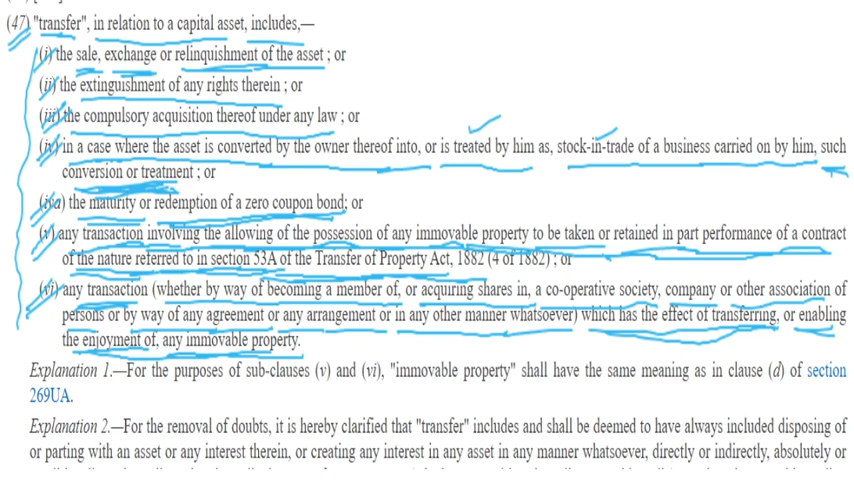 (47) "transfer", in relation to a capital asset, includes,—
(i) the sale, exchange or relinquishment of the asset ; or
(ii) the extinguishment of any rights therein ; or
(iii) the compulsory acquisition thereof under any law ; or
(iv) in a case where the asset is converted by the owner thereof into, or is treated by him as, stock-in-trade of a business carried on by him, such
conversion or treatment ; or
(iva) the maturity or redemption of a zero coupon bond; or
(v) any transaction involving the allowing of the possession of any immovable property to be taken or retained in part performance of a contract
of the nature referred to in section 53A of the Transfer of Property Act, 1882 (4 of 1882) ; or
(vi) any transaction (whether by way of becoming a member of, or acquiring shares in, a co-operative society, company or other association of
persons or by way of any agreement or any arrangement or in any other manner whatsoever) which has the effect of transferring, or enabling
the enjoyment of, any immovable property.
Explanation 1.—For the purposes of sub-clauses (v) and (vi), "immovable property" shall have the same meaning as in clause (d) of section
269UA.
Explanation 2.—For the removal of doubts, it is hereby clarified that "transfer" includes and shall be deemed to have always included disposing of
or parting with an asset or any interest therein, or creating any interest in any asset in any manner whatsoever, directly or indirectly, absolutely or